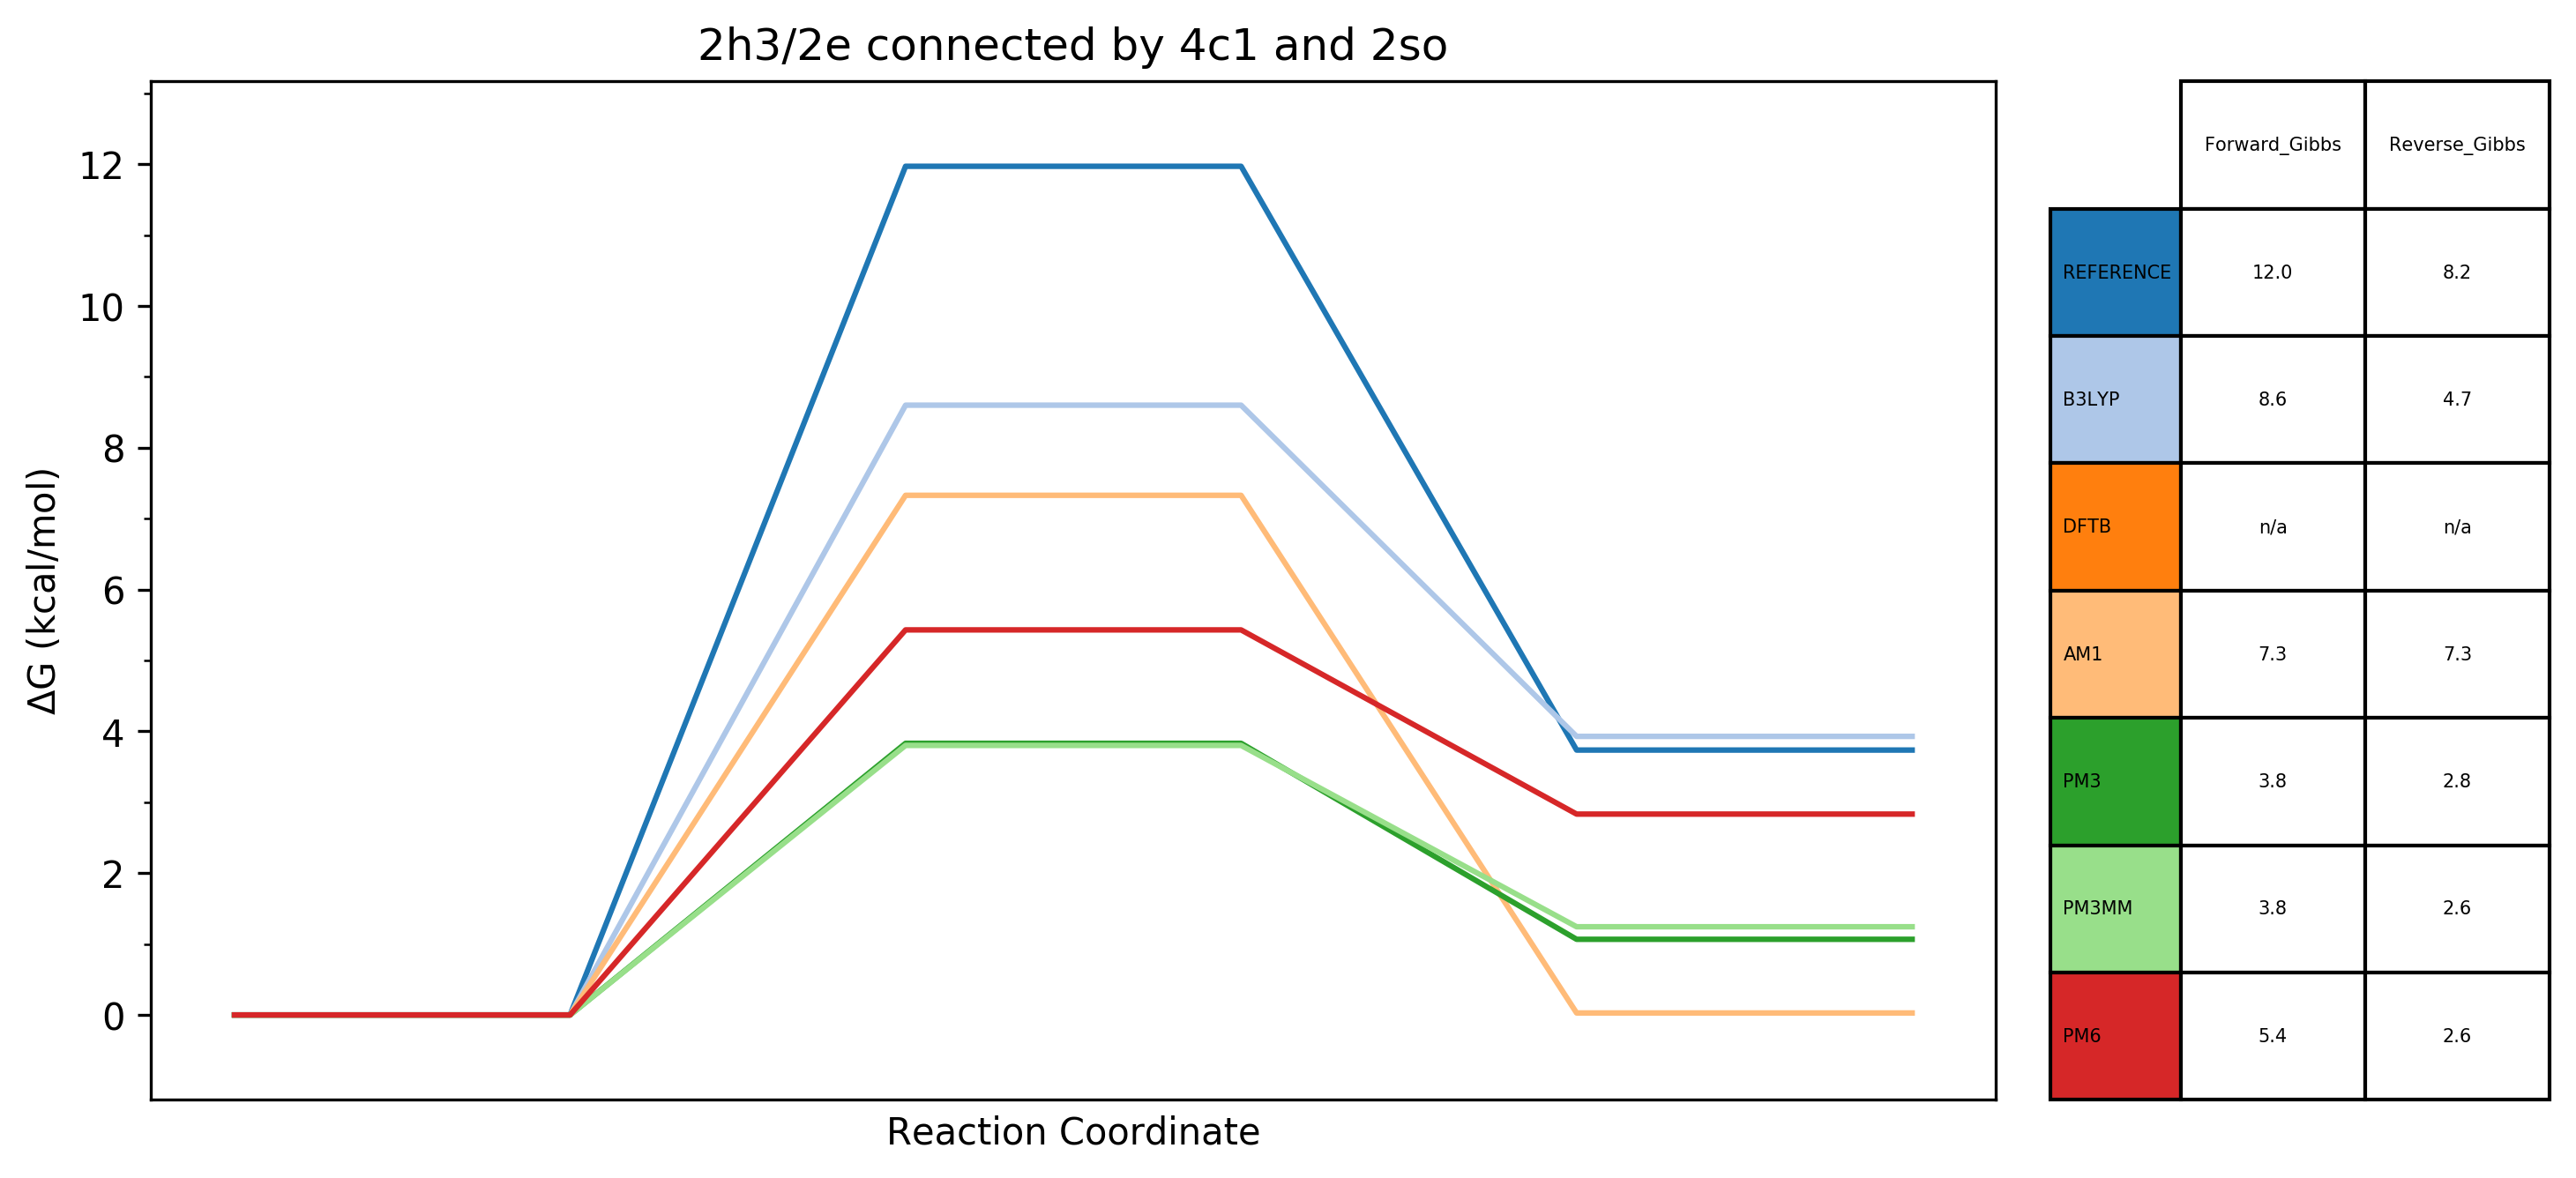 2h3/2e connected by 4c1 and 2so
ΔG (kcal/mol)
12
10
8
6
4
2
0
Reaction Coordinate
Forward_Gibbs Reverse_Gibbs
REFERENCE 12.0 8.2
B3LYP 8.6 4.7
DFTB n/a n/a
AM1 7.3 7.3
PM3 3.8 2.8
PM3MM 3.8 2.6
PM6 5.4 2.6